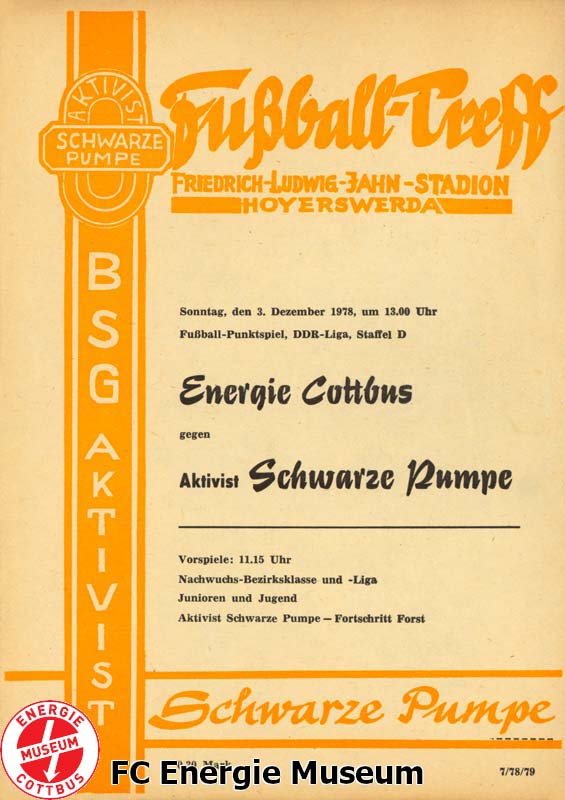 AKTIVIST
SCHWARZE
PUMPE
Fußball-Treff
FRIEDRICH-LUDWIG-JAHN-STADION
HOYERSWERDA
BSG AKTIVIST
Sonntag, den 3. Dezember 1978, um 13.00 Uhr
Fußball-Punktspiel, DDR-Liga, Staffel D
Energie Cottbus
gegen
Aktivist Schwarze Pumpe
Vorspiele: 11.15 Uhr
Nachwuchs-Bezirksklasse und -Liga
Junioren und Jugend
Aktivist Schwarze Pumpe – Fortschritt Forst
Schwarze Pumpe
7/78/79
ENERGIE
MUSEUM
COTTBUS
FC Energie Museum